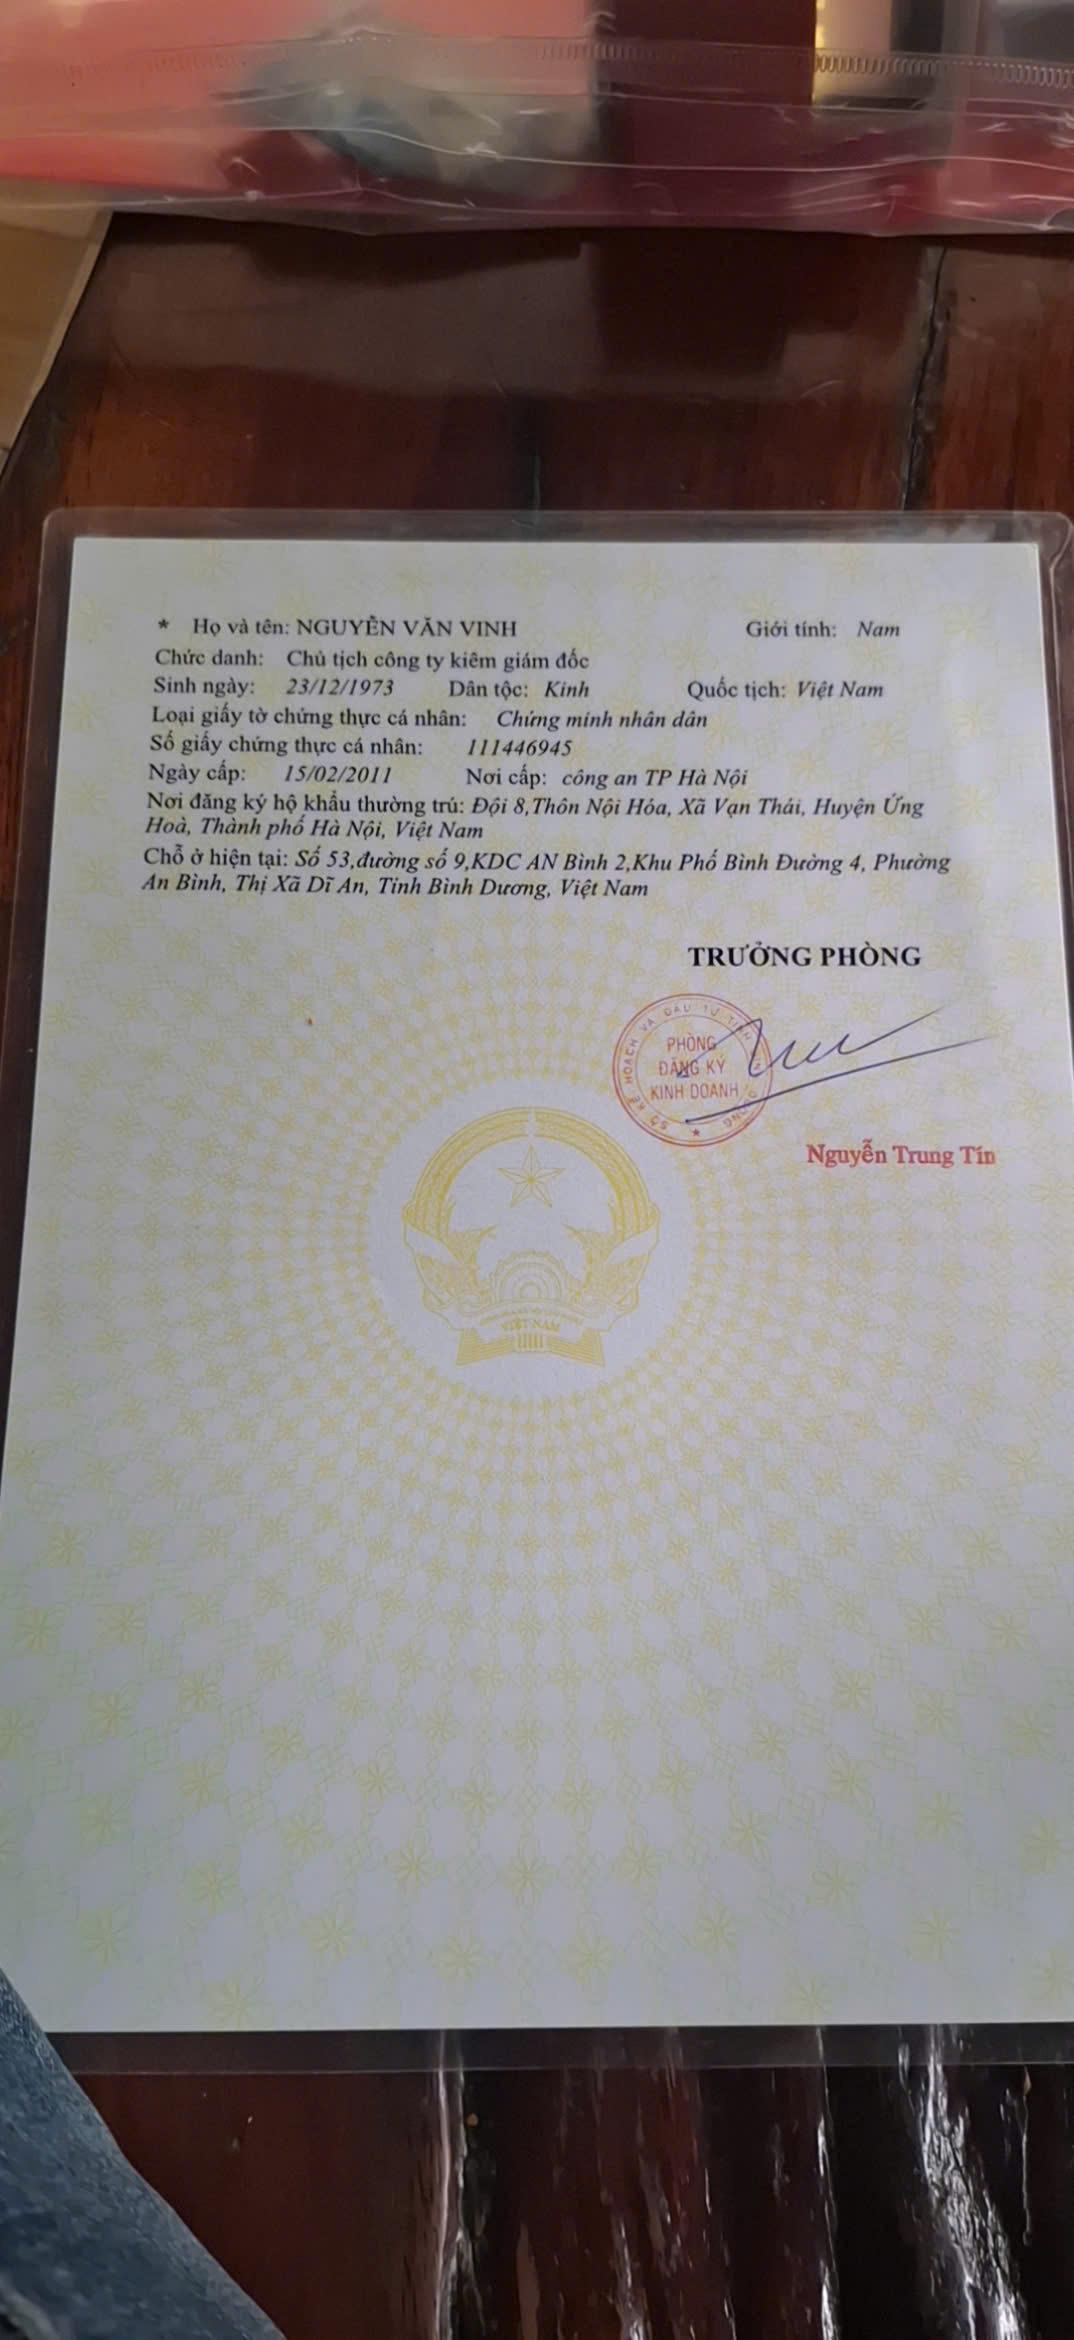 * Họ và tên: NGUYỄN VĂN VINH Giới tính: Nam
Chức danh: Chủ tịch công ty kiêm giám đốc
Sinh ngày: 23/12/1973 Dân tộc: Kinh Quốc tịch: Việt Nam
Loại giấy tờ chứng thực cá nhân: Chứng minh nhân dân
Số giấy chứng thực cá nhân: 111446945
Ngày cấp: 15/02/2011 Nơi cấp: công an TP Hà Nội
Nơi đăng ký hộ khẩu thường trú: Đội 8,Thôn Nội Hóa, Xã Vạn Thái, Huyện Ứng
Hoà, Thành phố Hà Nội, Việt Nam
Chỗ ở hiện tại: Số 53,đường số 9,KDC AN Bình 2,Khu Phố Bình Đường 4, Phường
An Bình, Thị Xã Dĩ An, Tỉnh Bình Dương, Việt Nam
TRƯỞNG PHÒNG
SỞ KẾ HOẠCH VÀ ĐẦU TƯ TỈNH
PHÒNG
ĐĂNG KÝ
KINH DOANH
Nguyễn Trung Tín
VIỆT NAM